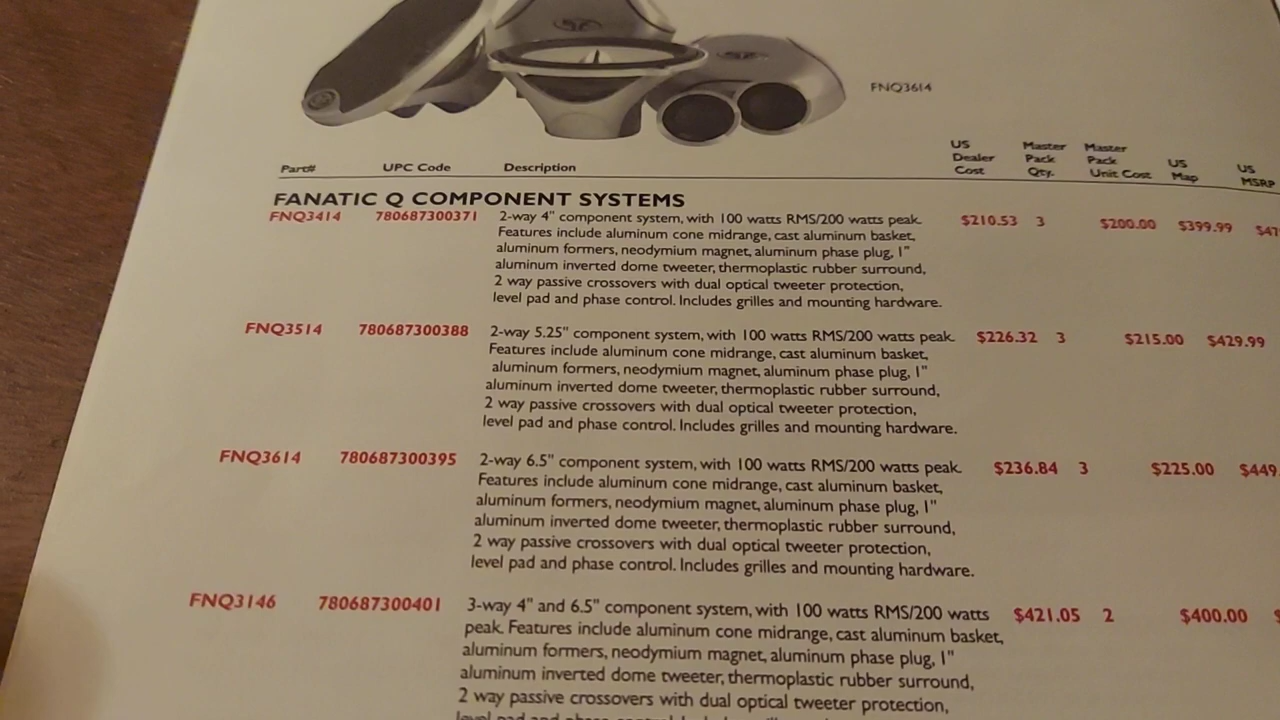 FNQ3614
Part# UPC Code Description US Dealer Cost Master Pack Qty. Master Pack Unit Cost US Map US MSRP
FANATIC Q COMPONENT SYSTEMS
FNQ3414 780687300371 2-way 4" component system, with 100 watts RMS/200 watts peak. $210.53 3 $200.00 $399.99
Features include aluminum cone midrange, cast aluminum basket,
aluminum formers, neodymium magnet, aluminum phase plug, 1"
aluminum inverted dome tweeter, thermoplastic rubber surround,
2 way passive crossovers with dual optical tweeter protection,
level pad and phase control. Includes grilles and mounting hardware.
FNQ3514 780687300388 2-way 5.25" component system, with 100 watts RMS/200 watts peak. $226.32 3 $215.00 $429.99
Features include aluminum cone midrange, cast aluminum basket,
aluminum formers, neodymium magnet, aluminum phase plug, 1"
aluminum inverted dome tweeter, thermoplastic rubber surround,
2 way passive crossovers with dual optical tweeter protection,
level pad and phase control. Includes grilles and mounting hardware.
FNQ3614 780687300395 2-way 6.5" component system, with 100 watts RMS/200 watts peak. $236.84 3 $225.00 $449
Features include aluminum cone midrange, cast aluminum basket,
aluminum formers, neodymium magnet, aluminum phase plug, 1"
aluminum inverted dome tweeter, thermoplastic rubber surround,
2 way passive crossovers with dual optical tweeter protection,
level pad and phase control. Includes grilles and mounting hardware.
FNQ3146 780687300401 3-way 4" and 6.5" component system, with 100 watts RMS/200 watts $421.05 2 $400.00
peak. Features include aluminum cone midrange, cast aluminum basket,
aluminum formers, neodymium magnet, aluminum phase plug, 1"
aluminum inverted dome tweeter, thermoplastic rubber surround,
2 way passive crossovers with dual optical tweeter protection,